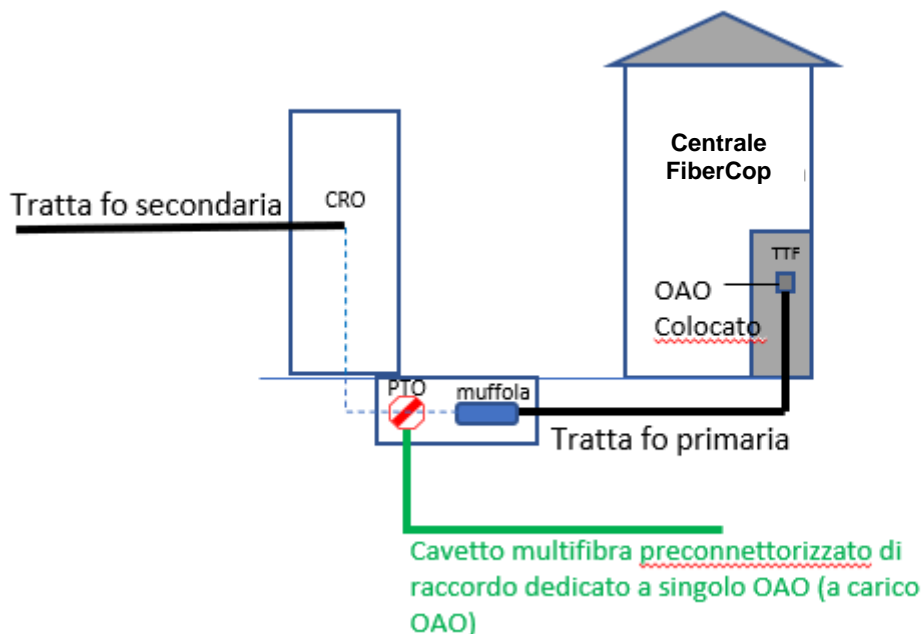 Centrale
FiberCop
CRO
Tratta fo secondaria
TTF
OAO
Colocato
PTO
muffola
Tratta fo primaria
Cavetto multifibra preconnettorizzato di
raccordo dedicato a singolo OAO (a carico
OAO)